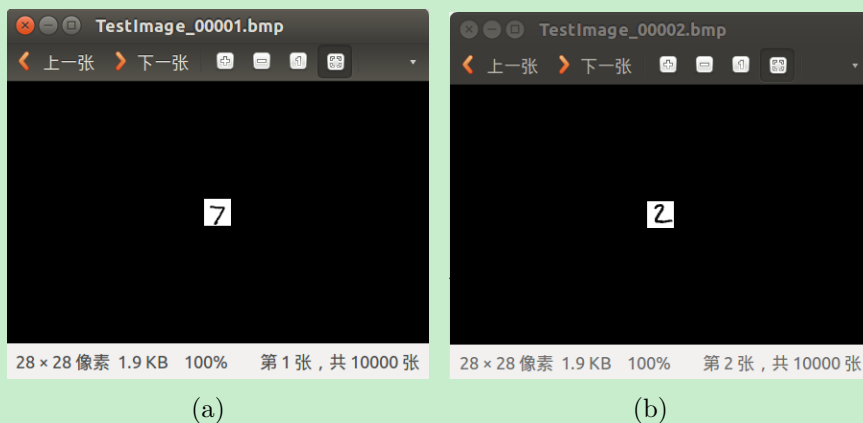 TestImage_00001.bmp
上一张 下一张
7
28 × 28 像素 1.9 KB 100% 第 1 张，共 10000 张
(a)
TestImage_00002.bmp
上一张 下一张
2
28 × 28 像素 1.9 KB 100% 第 2 张，共 10000 张
(b)